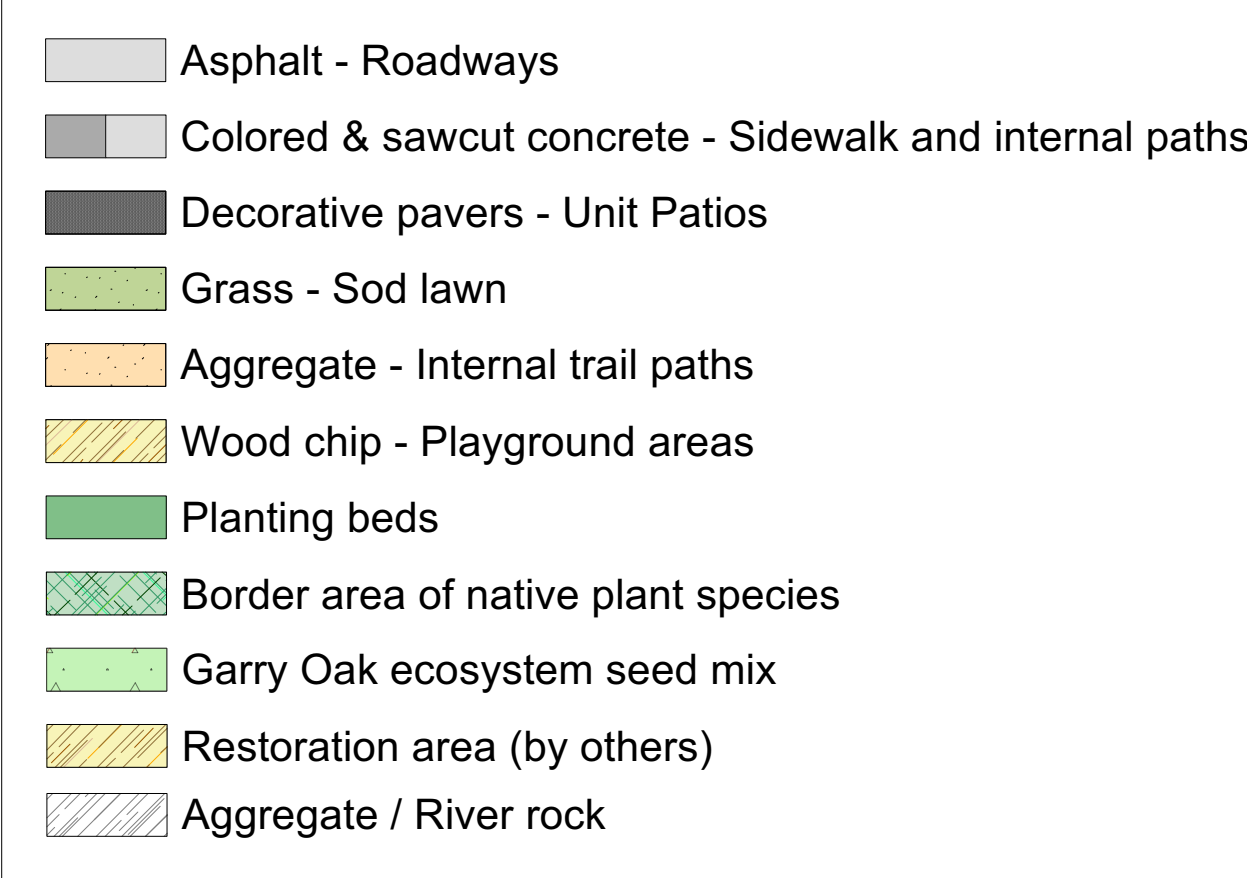 Asphalt - Roadways
Colored & sawcut concrete - Sidewalk and internal paths
Decorative pavers - Unit Patios
Grass - Sod lawn
Aggregate - Internal trail paths
Wood chip - Playground areas
Planting beds
Border area of native plant species
Garry Oak ecosystem seed mix
Restoration area (by others)
Aggregate / River rock